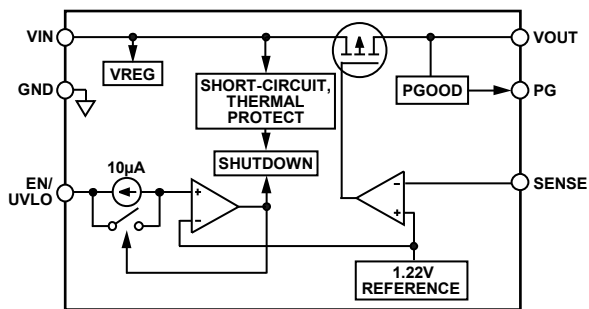 VIN
VOUT
VREG
GND
SHORT-CIRCUIT,
THERMAL
PROTECT
PGOOD
PG
10µA
SHUTDOWN
EN/
UVLO
+
−
−
+
SENSE
1.22V
REFERENCE